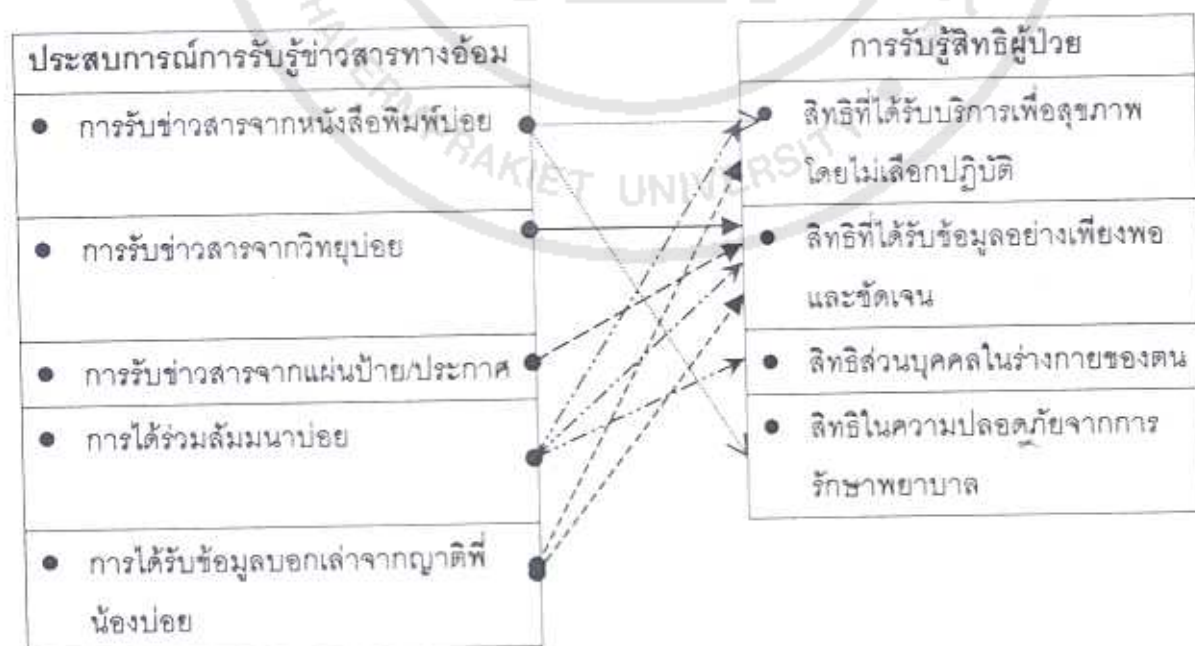 ประสบการณ์การรับรู้ข่าวสารทางอ้อม
● การรับข่าวสารจากหนังสือพิมพ์บ่อย
● การรับข่าวสารจากวิทยุบ่อย
● การรับข่าวสารจากแผ่นป้าย/ประกาศ
● การได้ร่วมสัมมนาบ่อย
● การได้รับข้อมูลบอกเล่าจากญาติพี่
น้องบ่อย
การรับรู้สิทธิผู้ป่วย
● สิทธิที่ได้รับบริการเพื่อสุขภาพ
โดยไม่เลือกปฏิบัติ
● สิทธิที่ได้รับข้อมูลอย่างเพียงพอ
และชัดเจน
● สิทธิส่วนบุคคลในร่างกายของตน
● สิทธิในความปลอดภัยจากการ
รักษาพยาบาล
PRAKIET UNIVERSITY